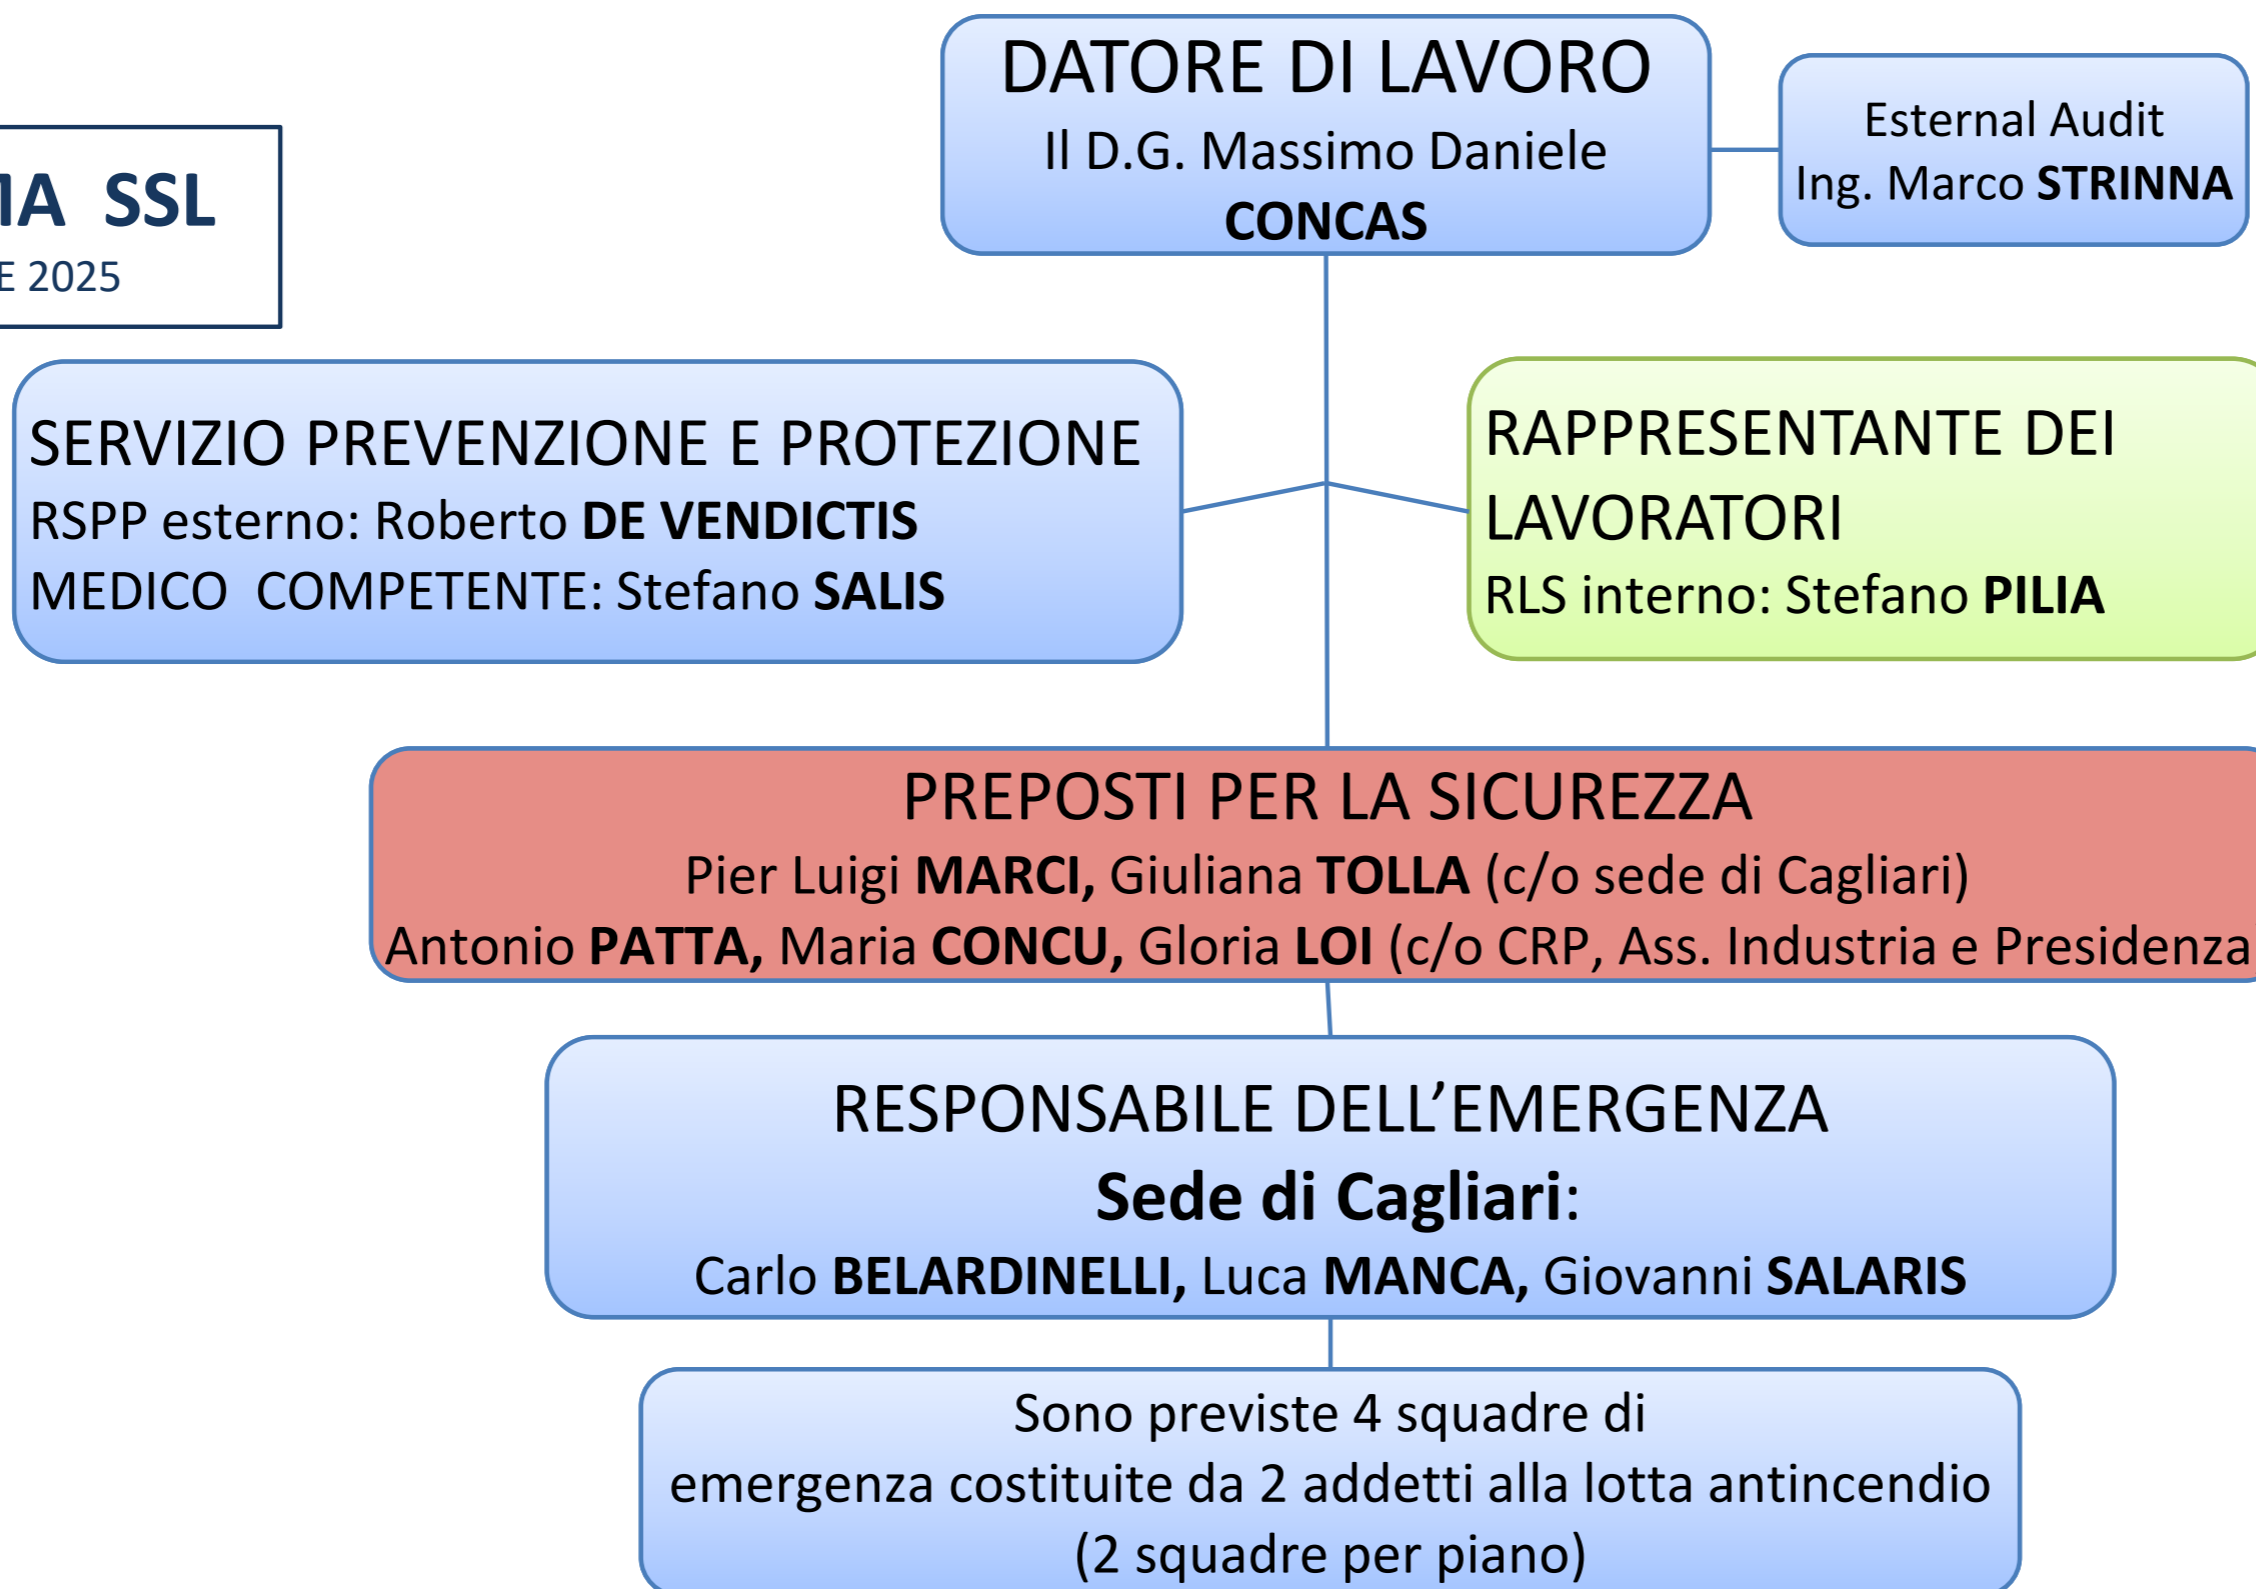 DATORE DI LAVORO
Il D.G. Massimo Daniele
CONCAS
Esternal Audit
Ing. Marco STRINNA
SSL
2025
SERVIZIO PREVENZIONE E PROTEZIONE
RSPP esterno: Roberto DE VENDICTIS
MEDICO COMPETENTE: Stefano SALIS
RAPPRESENTANTE DEI
LAVORATORI
RLS interno: Stefano PILIA
PREPOSTI PER LA SICUREZZA
Pier Luigi MARCI, Giuliana TOLLA (c/o sede di Cagliari)
Antonio PATTA, Maria CONCU, Gloria LOI (c/o CRP, Ass. Industria e Presidenza
RESPONSABILE DELL’EMERGENZA
Sede di Cagliari:
Carlo BELARDINELLI, Luca MANCA, Giovanni SALARIS
Sono previste 4 squadre di
emergenza costituite da 2 addetti alla lotta antincendio
(2 squadre per piano)